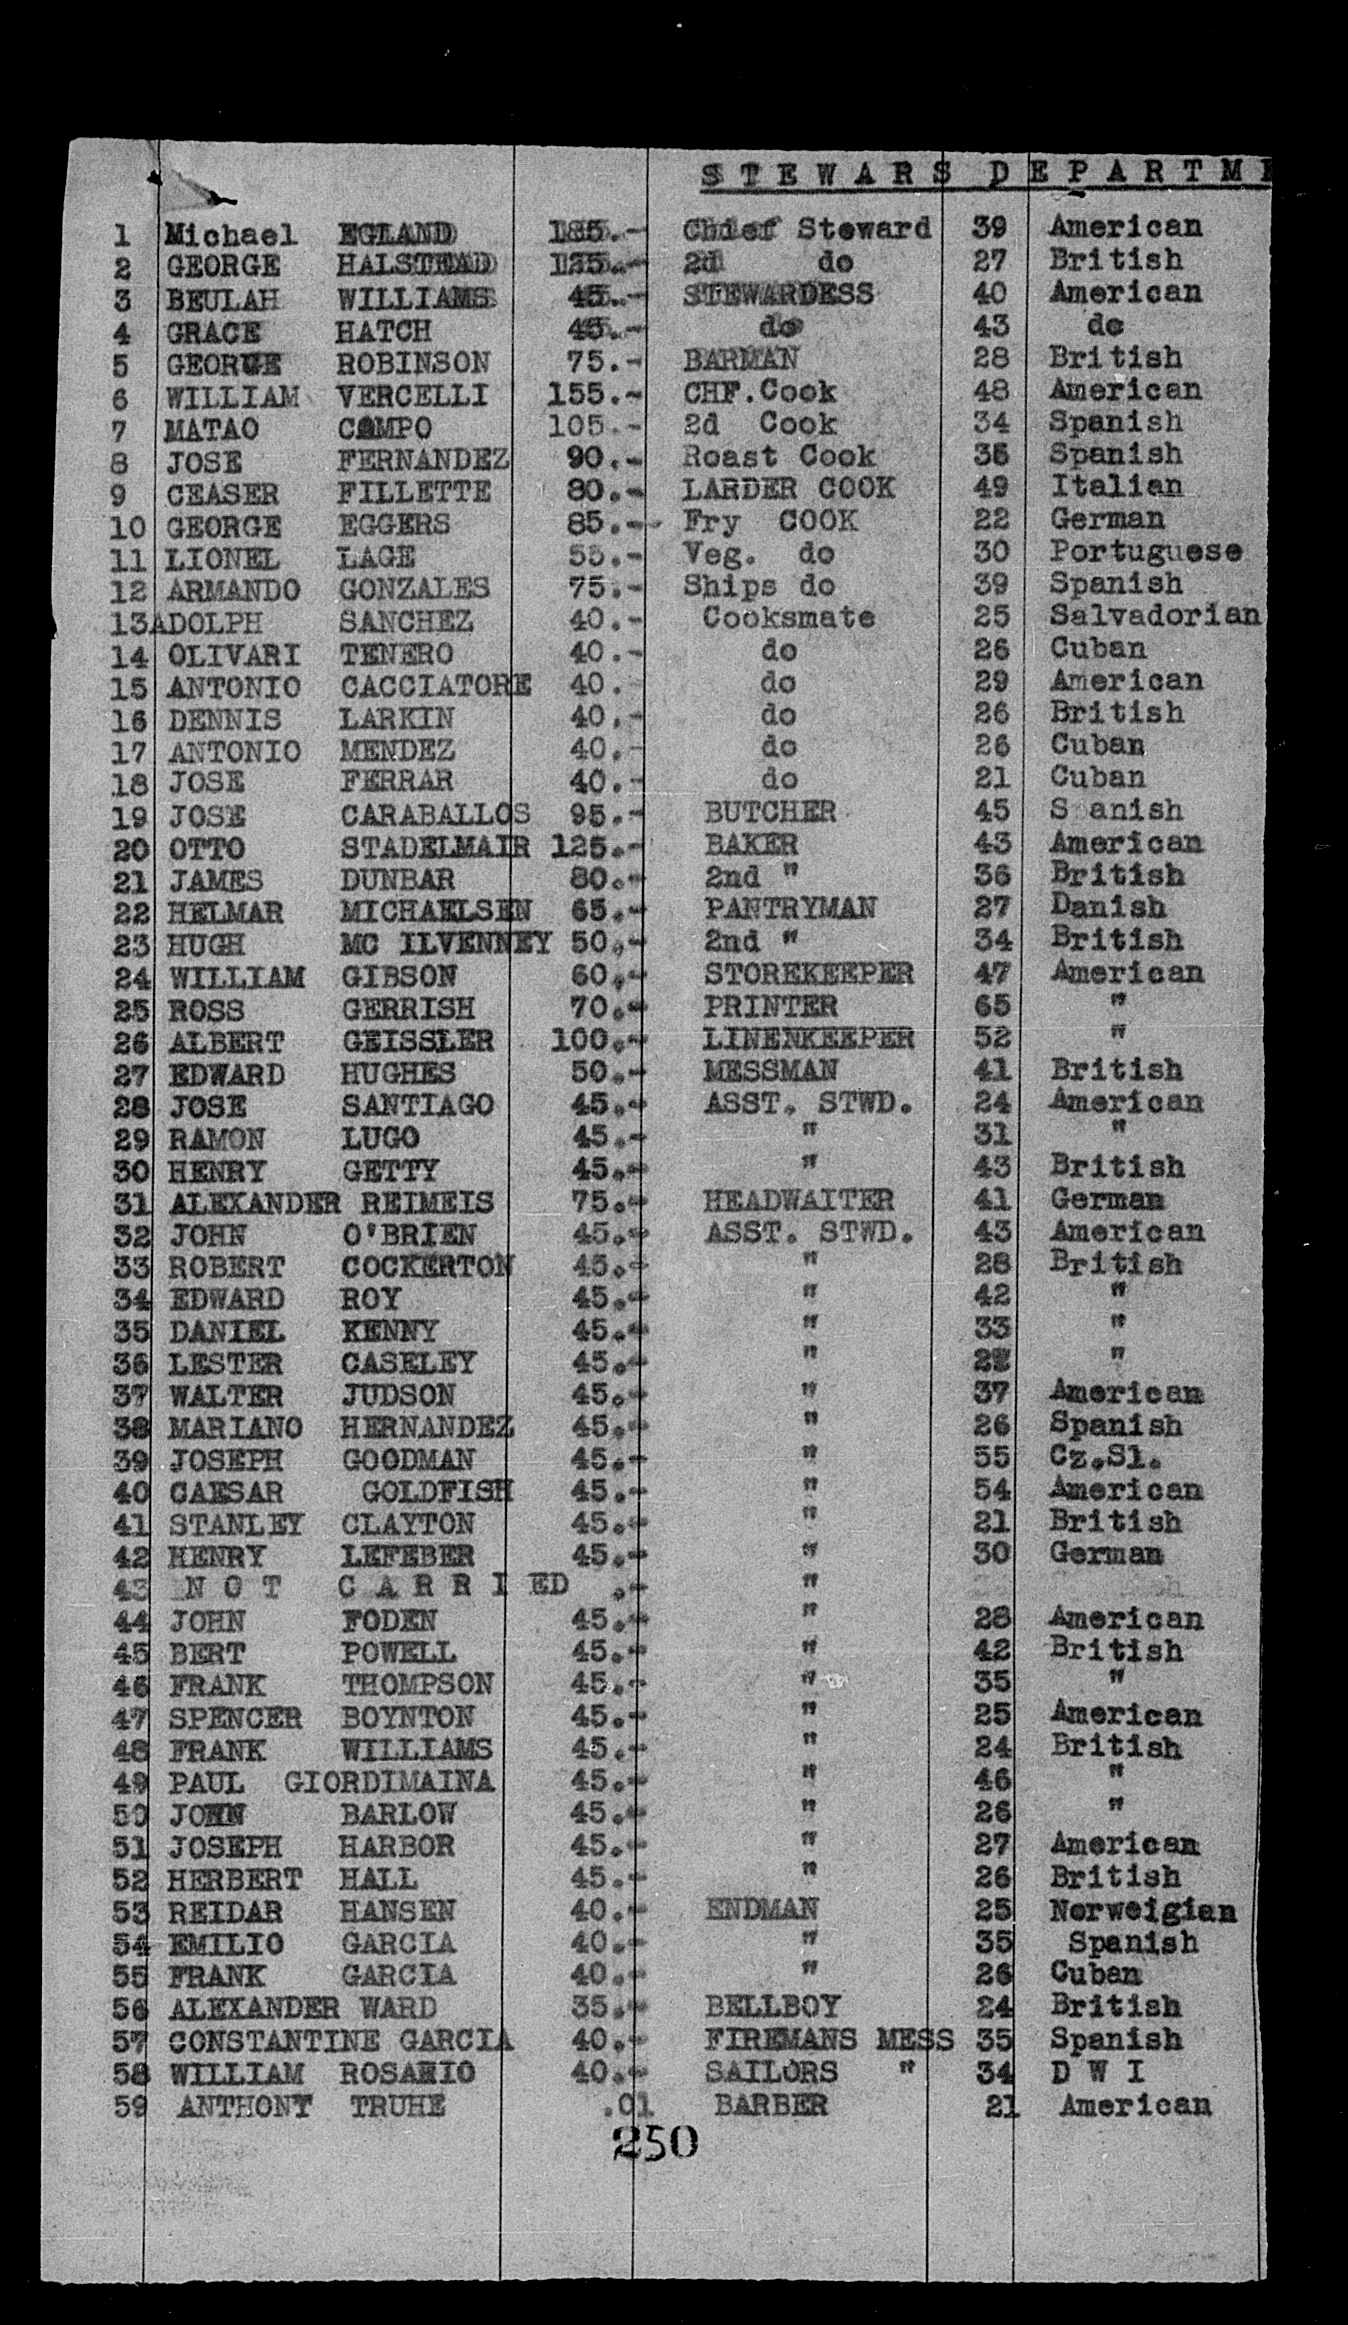 STEWARS DEPARTM
1 Michael EGLAND 185.- Chief Steward 39 American
2 GEORGE HALSTEAD 125.- 2d do 27 British
3 BEULAH WILLIAMS 45.- STEWARDESS 40 American
4 GRACE HATCH 45.- do 43 do
5 GEORGE ROBINSON 75.- BARMAN 28 British
6 WILLIAM VERCELLI 155.- CHF.Cook 48 American
7 MATAO CAMPO 105.- 2d Cook 34 Spanish
8 JOSE FERNANDEZ 90.- Roast Cook 36 Spanish
9 CEASER FILLETTE 80.- LARDER COOK 49 Italian
10 GEORGE EGGERS 85.- Fry COOK 22 German
11 LIONEL LAGE 55.- Veg. do 30 Portuguese
12 ARMANDO GONZALES 75.- Ships do 39 Spanish
13 ADOLPH SANCHEZ 40.- Cooksmate 25 Salvadorian
14 OLIVARI TENERO 40.- do 26 Cuban
15 ANTONIO CACCIATORE 40.- do 29 American
16 DENNIS LARKIN 40.- do 26 British
17 ANTONIO MENDEZ 40.- do 26 Cuban
18 JOSE FERRAR 40.- do 21 Cuban
19 JOSE CARABALLOS 95.- BUTCHER 45 S anish
20 OTTO STADELMAIR 125.- BAKER 43 American
21 JAMES DUNBAR 80.- 2nd " 36 British
22 HELMAR MICHAELSEN 65.- PANTRYMAN 27 Danish
23 HUGH MC ILVENNEY 50.- 2nd " 34 British
24 WILLIAM GIBSON 60.- STOREKEEPER 47 American
25 ROSS GERRISH 70.- PRINTER 65 "
26 ALBERT GEISSLER 100.- LINENKEEPER 52 "
27 EDWARD HUGHES 50.- MESSMAN 41 British
28 JOSE SANTIAGO 45.- ASST. STWD. 24 American
29 RAMON LUGO 45.- " 31 "
30 HENRY GETTY 45.- " 43 British
31 ALEXANDER REIMEIS 75.- HEADWAITER 41 German
32 JOHN O'BRIEN 45.- ASST. STWD. 43 American
33 ROBERT COCKERTON 45.- " 28 British
34 EDWARD ROY 45.- " 42 "
35 DANIEL KENNY 45.- " 33 "
36 LESTER CASELEY 45.- " "
37 WALTER JUDSON 45.- " 37 American
38 MARIANO HERNANDEZ 45.- " 26 Spanish
39 JOSEPH GOODMAN 45.- " 55 Cz.Sl.
40 CAESAR GOLDFISH 45.- " 54 American
41 STANLEY CLAYTON 45.- " 21 British
42 HENRY LEFEBER 45.- " 30 German
43 NOT CARRIED .- "
44 JOHN FODEN 45.- " 28 American
45 BERT POWELL 45.- " 42 British
46 FRANK THOMPSON 45.- " 35 "
47 SPENCER BOYNTON 45.- " 25 American
48 FRANK WILLIAMS 45.- " 24 British
49 PAUL GIORDIMAINA 45.- " 46 "
50 JOHN BARLOW 45.- " 26 "
51 JOSEPH HARBOR 45.- " 27 American
52 HERBERT HALL 45.- " 26 British
53 REIDAR HANSEN 40.- ENDMAN 25 Norweigian
54 EMILIO GARCIA 40.- " 35 Spanish
55 FRANK GARCIA 40.- " 26 Cuban
56 ALEXANDER WARD 35.- BELLBOY 24 British
57 CONSTANTINE GARCIA 40.- FIREMANS MESS 35 Spanish
58 WILLIAM ROSARIO 40.- SAILORS " 34 D W I
59 ANTHONY TRUHE .01 BARBER 21 American
250